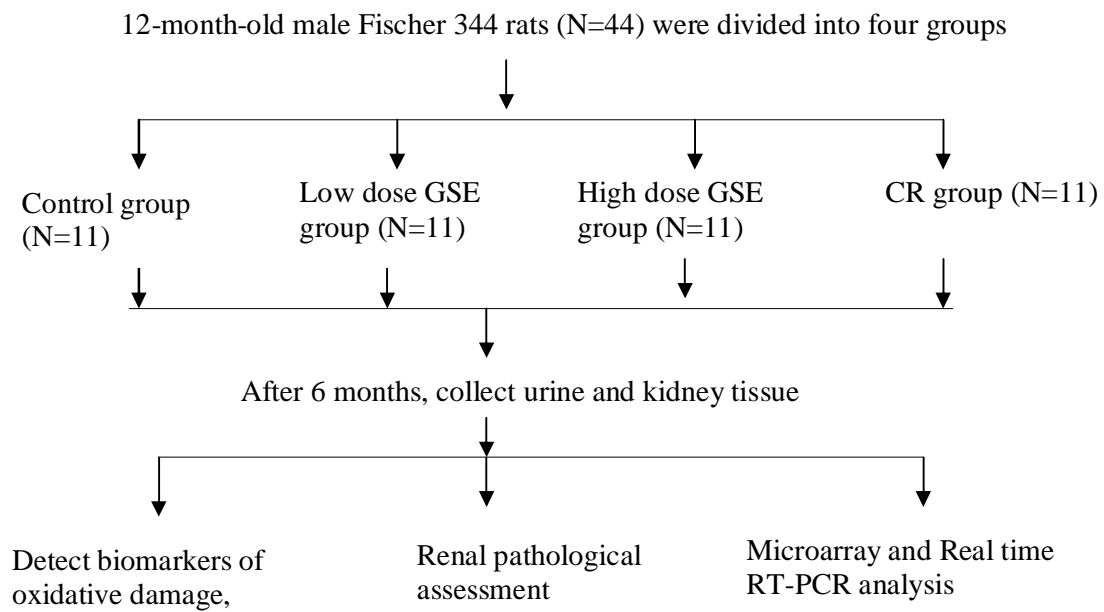 12-month-old male Fischer 344 rats (N=44) were divided into four groups
Control group
(N=11)
Low dose GSE
group (N=11)
High dose GSE
group (N=11)
CR group (N=11)
After 6 months, collect urine and kidney tissue
Detect biomarkers of
oxidative damage,
Renal pathological
assessment
Microarray and Real time
RT-PCR analysis